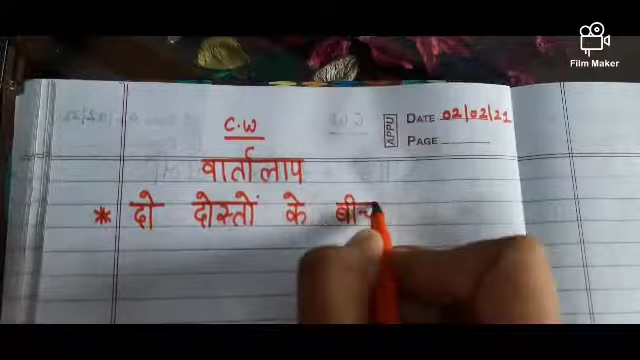 Film Maker
C.W
APPU
DATE 02/02/21
PAGE
वार्तालाप
* दो दोस्तों के बीच